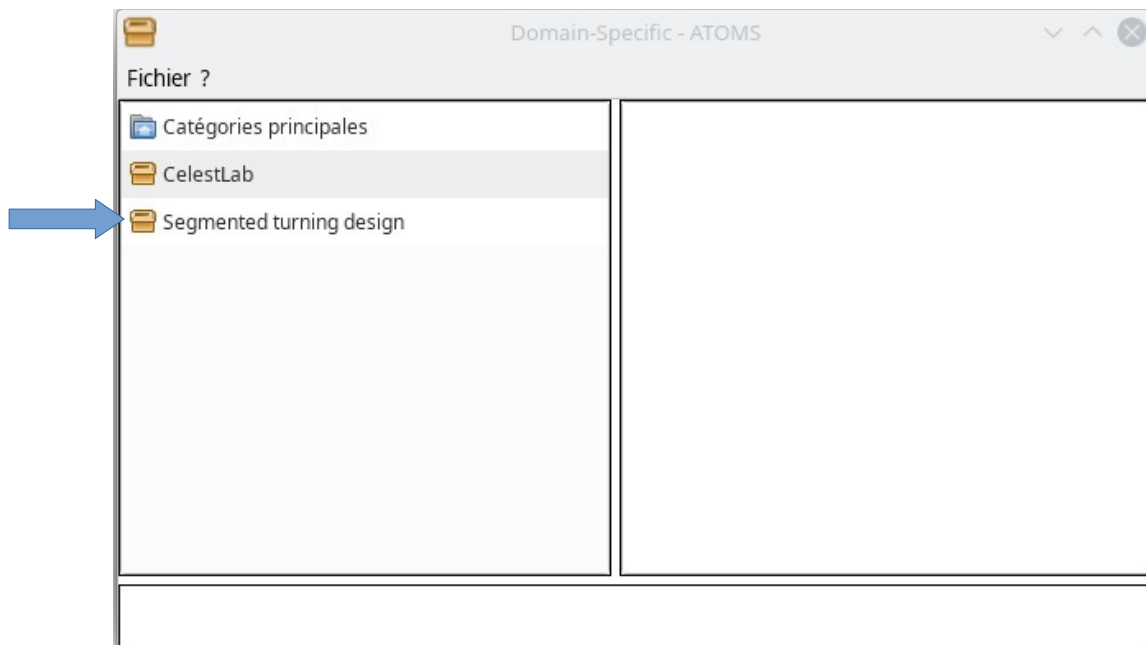 Domain-Specific - ATOMS
Fichier ?
Catégories principales
CelestLab
Segmented turning design